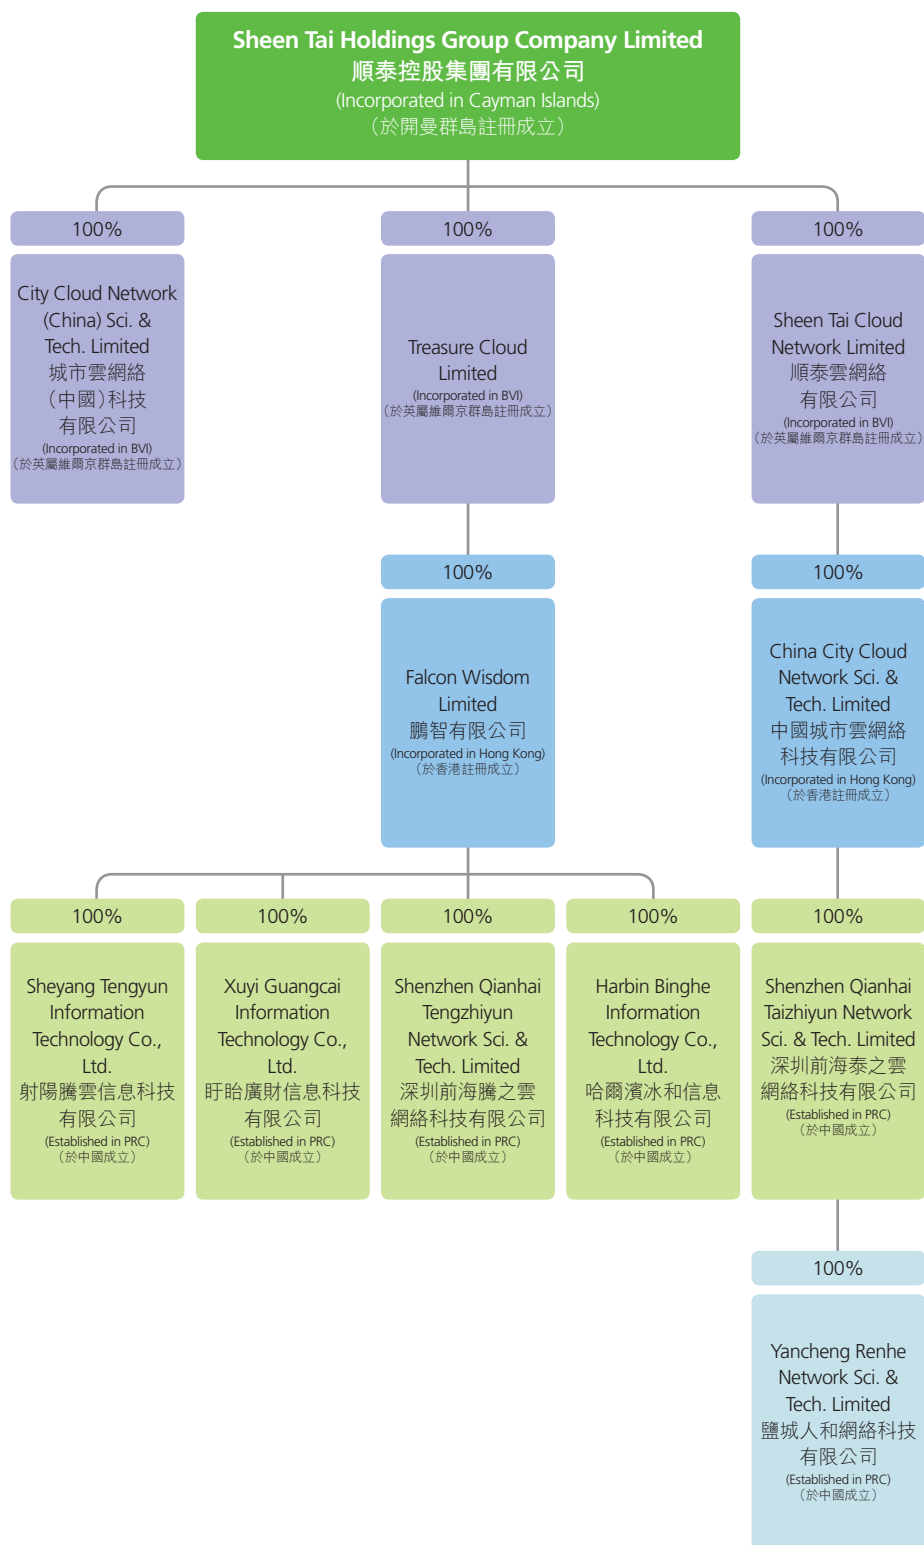 Sheen Tai Holdings Group Company Limited
順泰控股集團有限公司
(Incorporated in Cayman Islands)
（於開曼群島註冊成立）
100%
City Cloud Network
(China) Sci. &
Tech. Limited
城市雲網絡
（中國）科技
有限公司
(Incorporated in BVI)
（於英屬維爾京群島註冊成立）
100%
Treasure Cloud
Limited
(Incorporated in BVI)
（於英屬維爾京群島註冊成立）
100%
Sheen Tai Cloud
Network Limited
順泰雲網絡
有限公司
(Incorporated in BVI)
（於英屬維爾京群島註冊成立）
100%
Falcon Wisdom
Limited
鵬智有限公司
(Incorporated in Hong Kong)
（於香港註冊成立）
100%
China City Cloud
Network Sci. &
Tech. Limited
中國城市雲網絡
科技有限公司
(Incorporated in Hong Kong)
（於香港註冊成立）
100%
Sheyang Tengyun
Information
Technology Co.,
Ltd.
射陽騰雲信息科技
有限公司
(Established in PRC)
（於中國成立）
100%
Xuyi Guangcai
Information
Technology Co.,
Ltd.
盱眙廣財信息科技
有限公司
(Established in PRC)
（於中國成立）
100%
Shenzhen Qianhai
Tengzhiyun
Network Sci. &
Tech. Limited
深圳前海騰之雲
網絡科技有限公司
(Established in PRC)
（於中國成立）
100%
Harbin Binghe
Information
Technology Co.,
Ltd.
哈爾濱冰和信息
科技有限公司
(Established in PRC)
（於中國成立）
100%
Shenzhen Qianhai
Taizhiyun Network
Sci. & Tech. Limited
深圳前海泰之雲
網絡科技有限公司
(Established in PRC)
（於中國成立）
100%
Yancheng Renhe
Network Sci. &
Tech. Limited
鹽城人和網絡科技
有限公司
(Established in PRC)
（於中國成立）